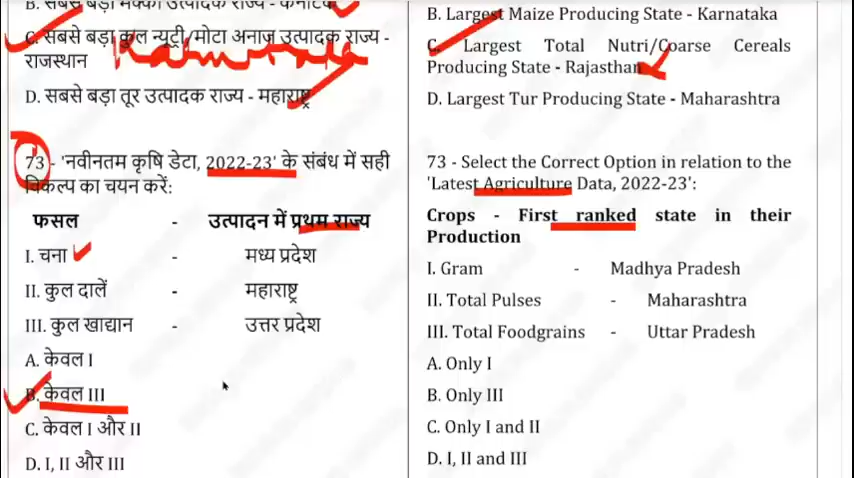 B. सबसे बड़ा मक्का उत्पादक राज्य - कर्नाटक
C. सबसे बड़ा कुल न्यूट्री/मोटा अनाज उत्पादक राज्य -
राजस्थान
D. सबसे बड़ा तूर उत्पादक राज्य - महाराष्ट्र
73 - 'नवीनतम कृषि डेटा, 2022-23' के संबंध में सही
विकल्प का चयन करें:
फसल - उत्पादन में प्रथम राज्य
I. चना - मध्य प्रदेश
II. कुल दालें - महाराष्ट्र
III. कुल खाद्यान - उत्तर प्रदेश
A. केवल I
B. केवल III
C. केवल I और II
D. I, II और III
B. Largest Maize Producing State - Karnataka
C. Largest Total Nutri/Coarse Cereals
Producing State - Rajasthan
D. Largest Tur Producing State - Maharashtra
73 - Select the Correct Option in relation to the
'Latest Agriculture Data, 2022-23':
Crops - First ranked state in their
Production
I. Gram - Madhya Pradesh
II. Total Pulses - Maharashtra
III. Total Foodgrains - Uttar Pradesh
A. Only I
B. Only III
C. Only I and II
D. I, II and III